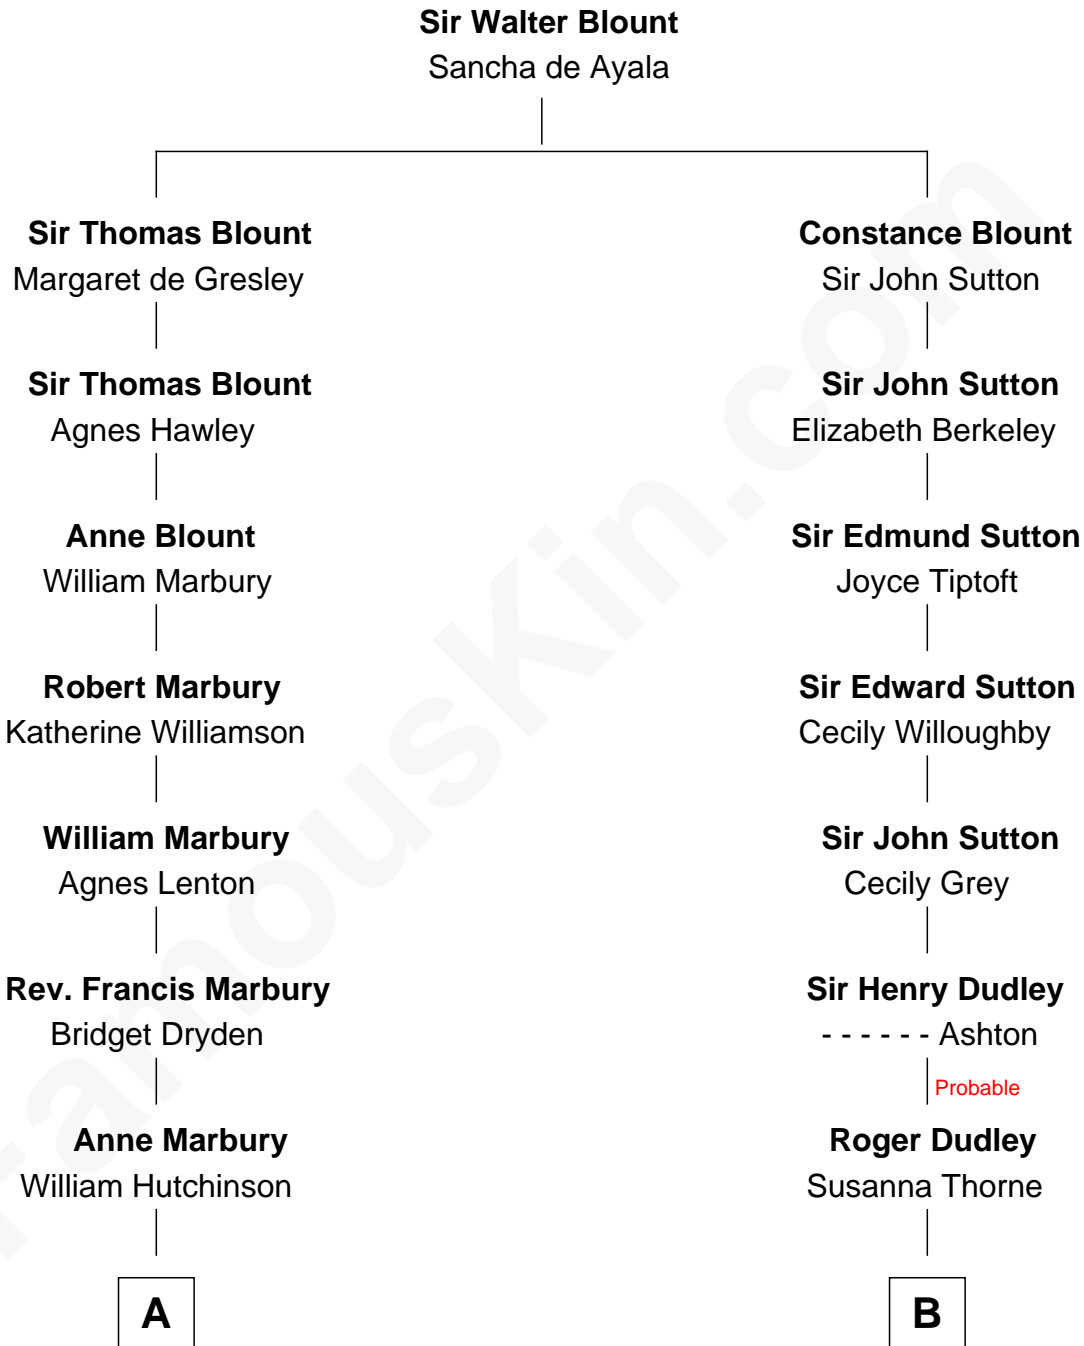 Sir Walter Blount
Sancha de Ayala
Sir Thomas Blount
Margaret de Gresley
Constance Blount
Sir John Sutton
Sir Thomas Blount
Agnes Hawley
Sir John Sutton
Elizabeth Berkeley
Anne Blount
William Marbury
Sir Edmund Sutton
Joyce Tiptoft
Robert Marbury
Katherine Williamson
Sir Edward Sutton
Cecily Willoughby
William Marbury
Agnes Lenton
Sir John Sutton
Cecily Grey
Rev. Francis Marbury
Bridget Dryden
Sir Henry Dudley
- - - - - - Ashton
Probable
Anne Marbury
William Hutchinson
Roger Dudley
Susanna Thorne
A
B
FamousKin.com